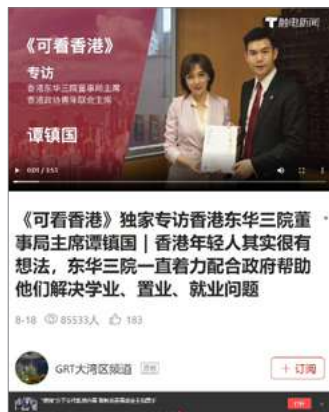 触电新闻
《可看香港》
专访
香港东华三院董事局主席
香港政协青年联会主席
谭镇国
《可看香港》独家专访香港东华三院董
事局主席谭镇国 | 香港年轻人其实很有
想法，东华三院一直着力配合政府帮助
他们解决学业、置业、就业问题
8-18 85533人 183
GRT大湾区频道
+ 订阅